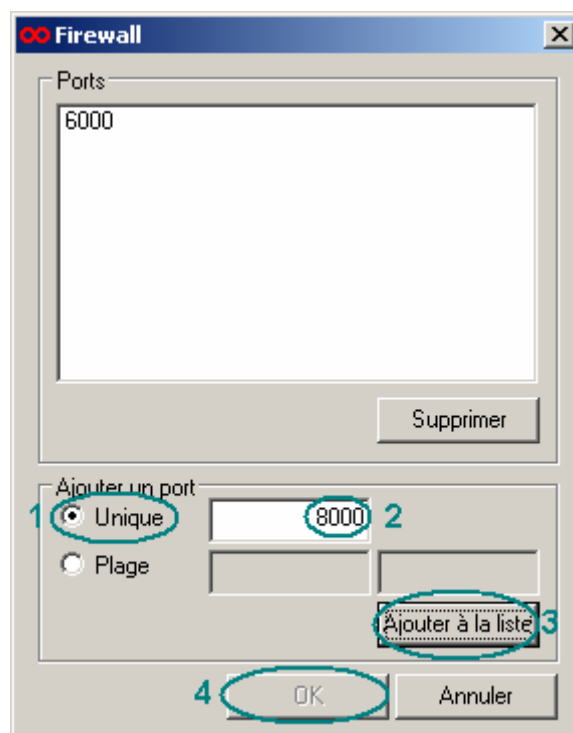 Firewall
Ports
6000
Supprimer
Ajouter un port
1 Unique 8000 2
Plage
Ajouter à la liste 3
4 OK Annuler